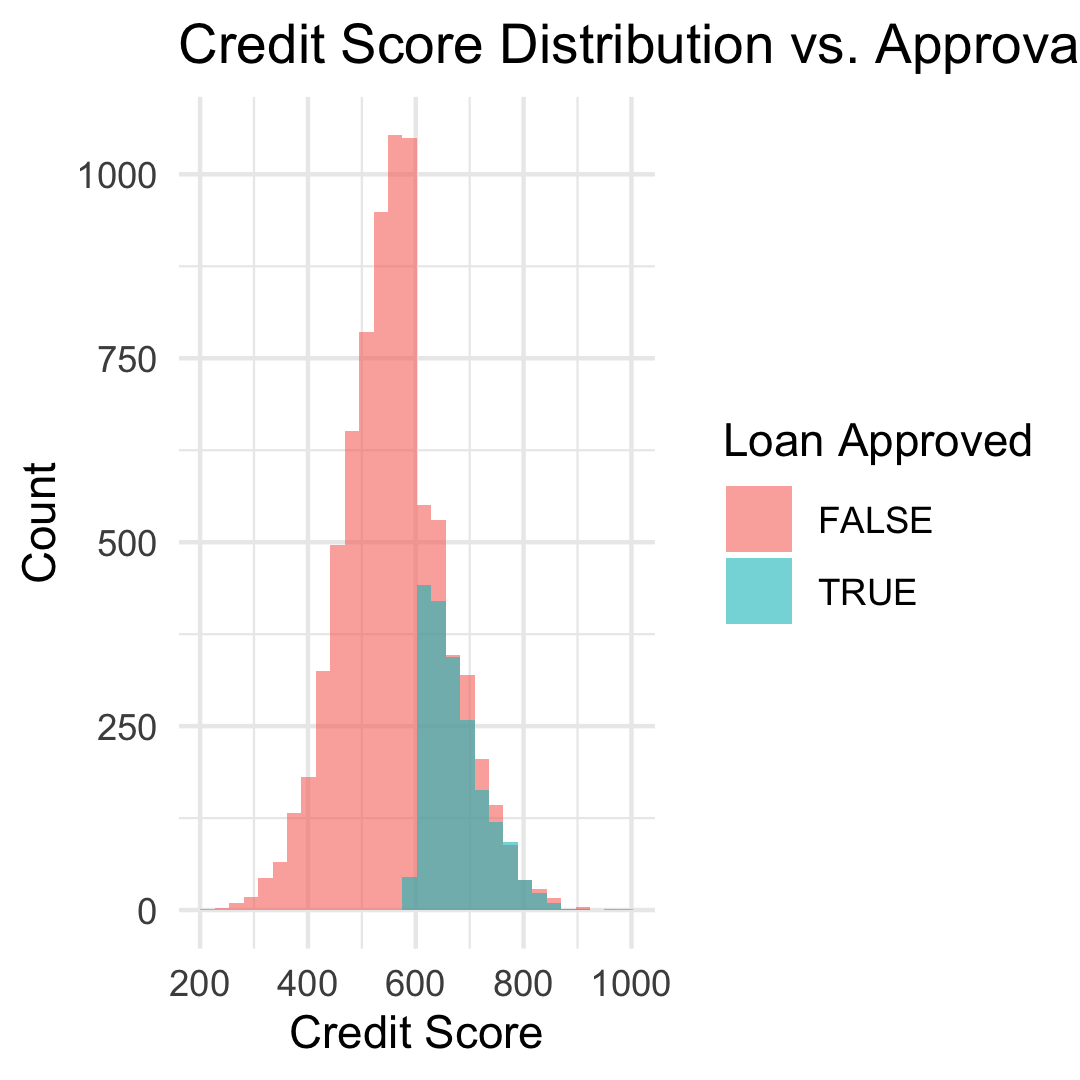 Credit Score Distribution vs. Approva
1000
750
500
250
0
Count
200 400 600 800 1000
Credit Score
Loan Approved
FALSE
TRUE